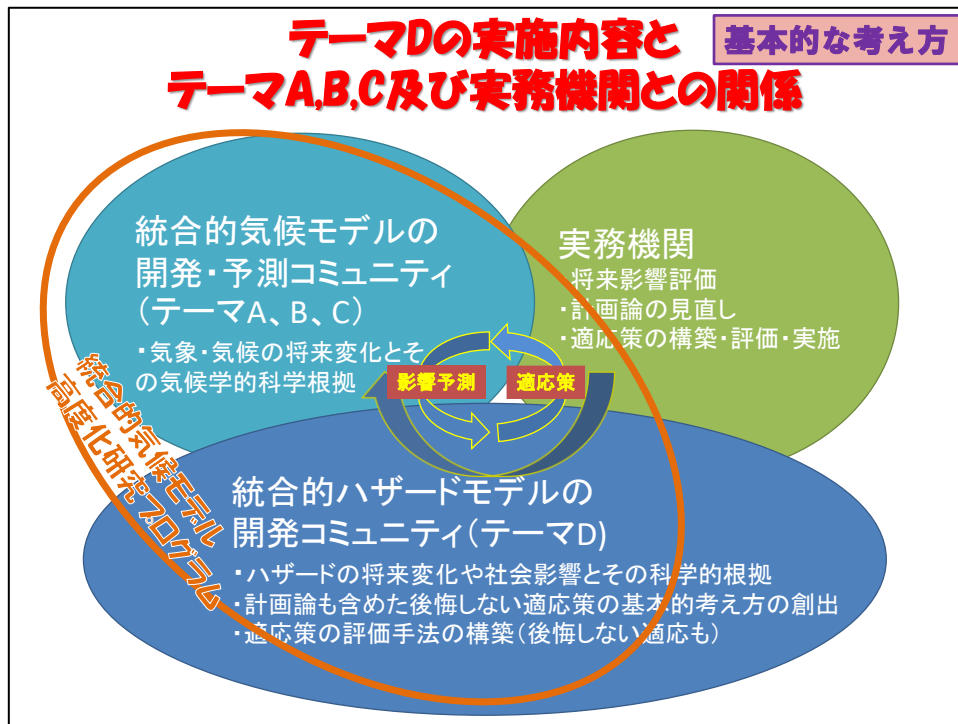 テーマDの実施内容と
テーマA,B,C及び実務機関との関係
基本的な考え方
統合的気候モデルの
開発・予測コミュニティ
（テーマA、B、C）
・気象・気候の将来変化とそ
の気候学的科学根拠
実務機関
・将来影響評価
・計画論の見直し
・適応策の構築・評価・実施
影響予測
適応策
統合的気候モデル
高度化研究プログラム
統合的ハザードモデルの
開発コミュニティ（テーマD)
・ハザードの将来変化や社会影響とその科学的根拠
・計画論も含めた後悔しない適応策の基本的考え方の創出
・適応策の評価手法の構築（後悔しない適応も）